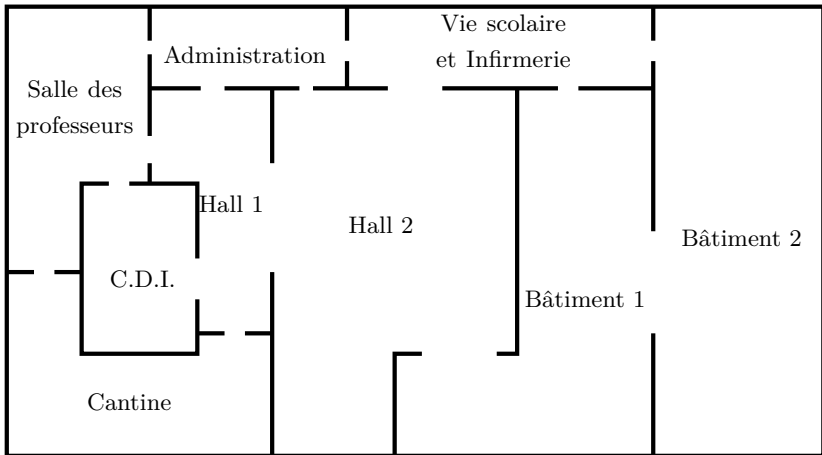 Vie scolaire
et Infirmerie
Administration
Salle des
professeurs
Hall 1
Hall 2
Bâtiment 2
C.D.I.
Bâtiment 1
Cantine